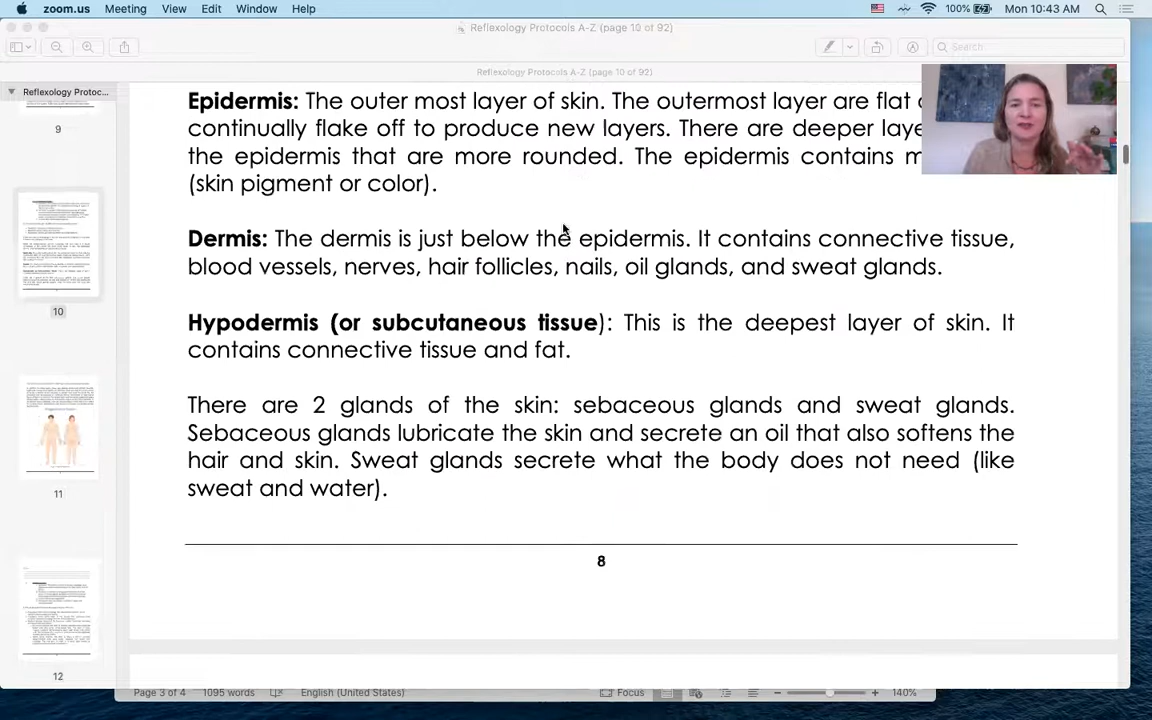 zoom.us Meeting View Edit Window Help 100% Mon 10:43 AM
Reflexology Protocols A-Z (page 10 of 92)
Search
Reflexology Protocols A-Z (page 10 of 92)
Reflexology Protoc...
9
10
11
12
Epidermis: The outer most layer of skin. The outermost layer are flat
continually flake off to produce new layers. There are deeper
the epidermis that are more rounded. The epidermis contains
(skin pigment or color).
Dermis: The dermis is just below the epidermis. It contains connective tissue,
blood vessels, nerves, hair follicles, nails, oil glands, and sweat glands.
Hypodermis (or subcutaneous tissue): This is the deepest layer of skin. It
contains connective tissue and fat.
There are 2 glands of the skin: sebaceous glands and sweat glands.
Sebaceous glands lubricate the skin and secrete an oil that also softens the
hair and skin. Sweat glands secrete what the body does not need (like
sweat and water).
8
Page 3 of 4 1095 words English (United States) Focus 140%